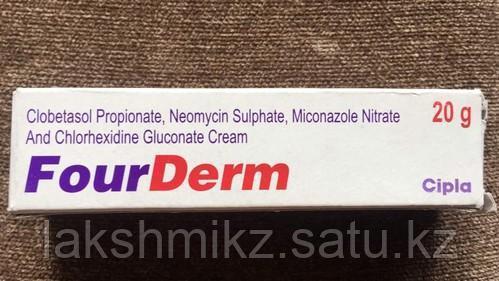 Clobetasol Propionate, Neomycin Sulphate, Miconazole Nitrate
And Chlorhexidine Gluconate Cream
20 g
FourDerm
Cipla
lakshmikz.satu.kz